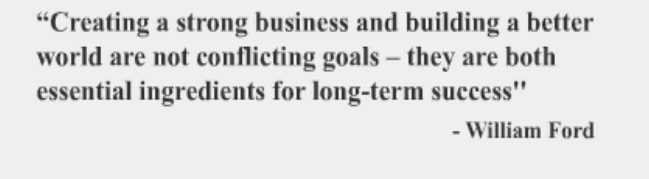 “Creating a strong business and building a better
world are not conflicting goals – they are both
essential ingredients for long-term success"
- William Ford